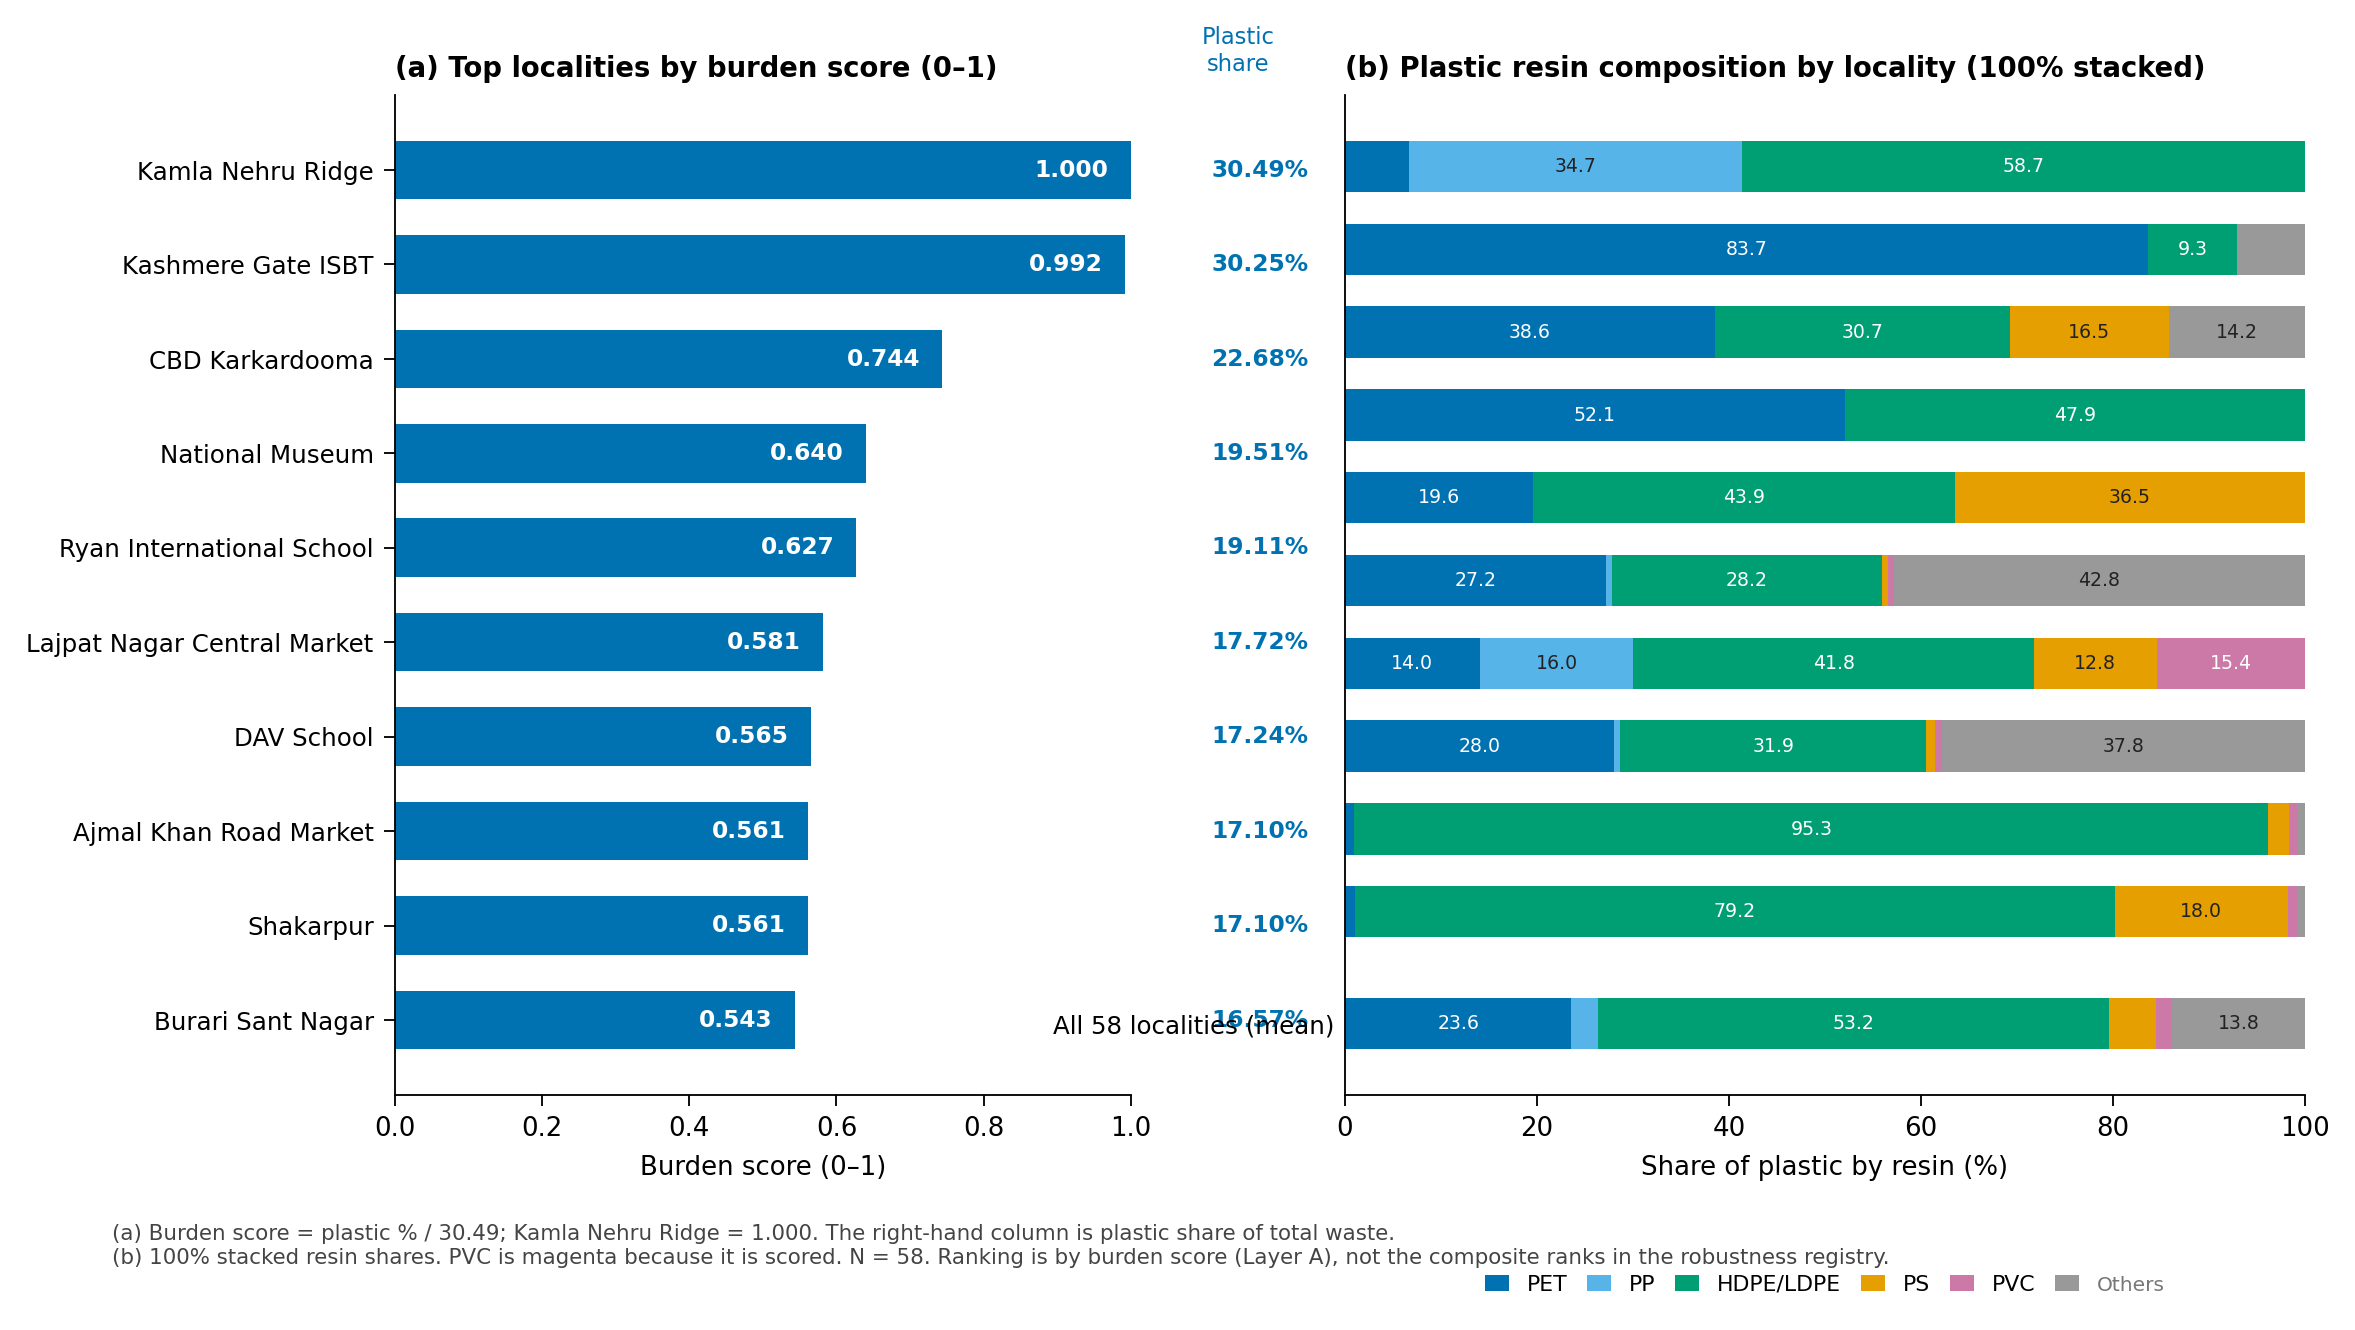 Plastic
share
(a) Top localities by burden score (0–1)
(b) Plastic resin composition by locality (100% stacked)
Kamla Nehru Ridge 1.000 30.49% 34.7 58.7
Kashmere Gate ISBT 0.992 30.25% 83.7 9.3
CBD Karkardooma 0.744 22.68% 38.6 30.7 16.5 14.2
National Museum 0.640 19.51% 52.1 47.9
Ryan International School 0.627 19.11% 19.6 43.9 36.5
Lajpat Nagar Central Market 0.581 17.72% 27.2 28.2 42.8
DAV School 0.565 17.24% 14.0 16.0 41.8 12.8 15.4
Ajmal Khan Road Market 0.561 17.10% 28.0 31.9 37.8
Shakarpur 0.561 17.10% 95.3
79.2 18.0
Burari Sant Nagar 0.543 16.57%
All 58 localities (mean) 23.6 53.2 13.8
0.0 0.2 0.4 0.6 0.8 1.0
0 20 40 60 80 100
Burden score (0–1)
Share of plastic by resin (%)
(a) Burden score = plastic % / 30.49; Kamla Nehru Ridge = 1.000. The right-hand column is plastic share of total waste.
(b) 100% stacked resin shares. PVC is magenta because it is scored. N = 58. Ranking is by burden score (Layer A), not the composite ranks in the robustness registry.
PET PP HDPE/LDPE PS PVC Others